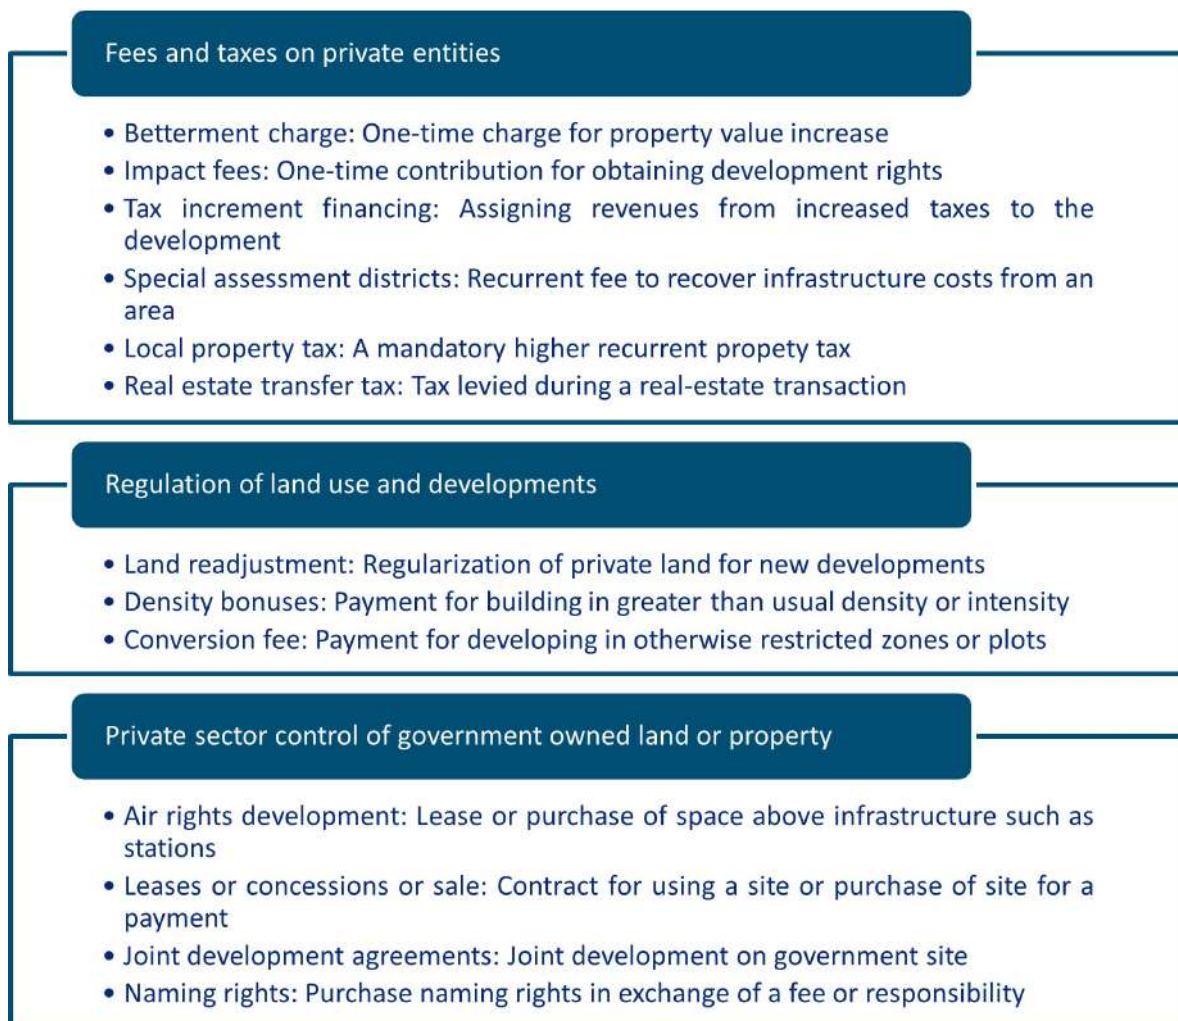 Fees and taxes on private entities
• Betterment charge: One-time charge for property value increase
• Impact fees: One-time contribution for obtaining development rights
• Tax increment financing: Assigning revenues from increased taxes to the
development
• Special assessment districts: Recurrent fee to recover infrastructure costs from an
area
• Local property tax: A mandatory higher recurrent propety tax
• Real estate transfer tax: Tax levied during a real-estate transaction
Regulation of land use and developments
• Land readjustment: Regularization of private land for new developments
• Density bonuses: Payment for building in greater than usual density or intensity
• Conversion fee: Payment for developing in otherwise restricted zones or plots
Private sector control of government owned land or property
• Air rights development: Lease or purchase of space above infrastructure such as
stations
• Leases or concessions or sale: Contract for using a site or purchase of site for a
payment
• Joint development agreements: Joint development on government site
• Naming rights: Purchase naming rights in exchange of a fee or responsibility